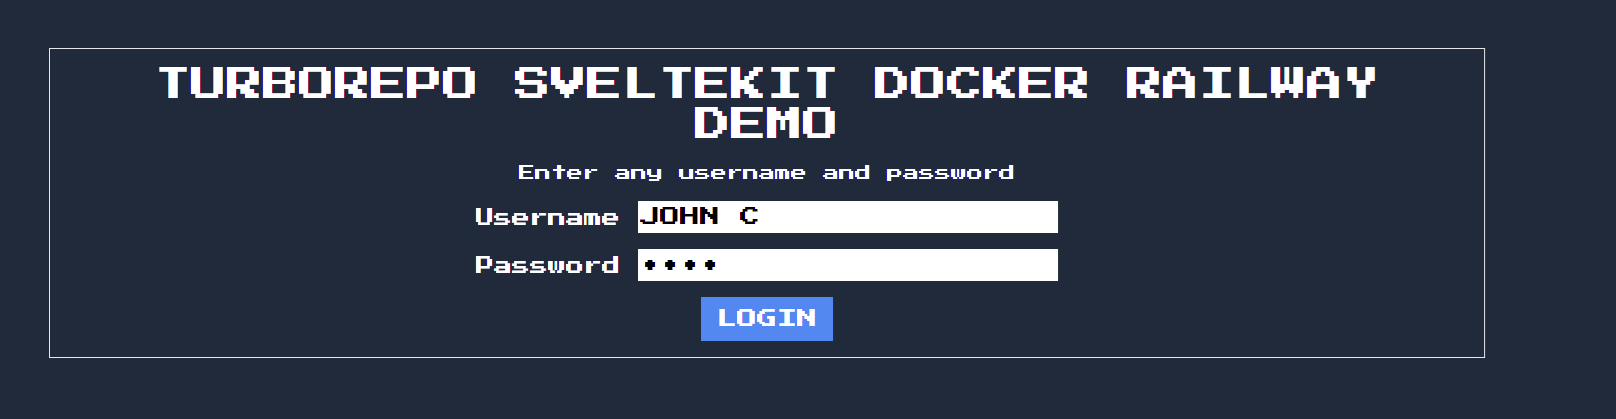 TURBOREPO SVELTEKIT DOCKER RAILWAY
DEMO
Enter any username and password
Username JOHN C
Password ••••
LOGIN